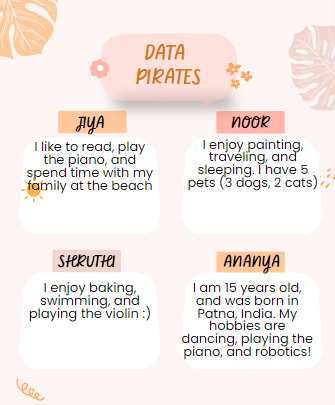 DATA
PIRATES
JIYA
I like to read, play
the piano, and
spend time with my
family at the beach
NOOR
I enjoy painting,
traveling, and
sleeping. I have 5
pets (3 dogs, 2 cats)
SHRUTHI
I enjoy baking,
swimming, and
playing the violin :)
ANANYA
I am 15 years old,
and was born in
Patna, India. My
hobbies are
dancing, playing the
piano, and robotics!